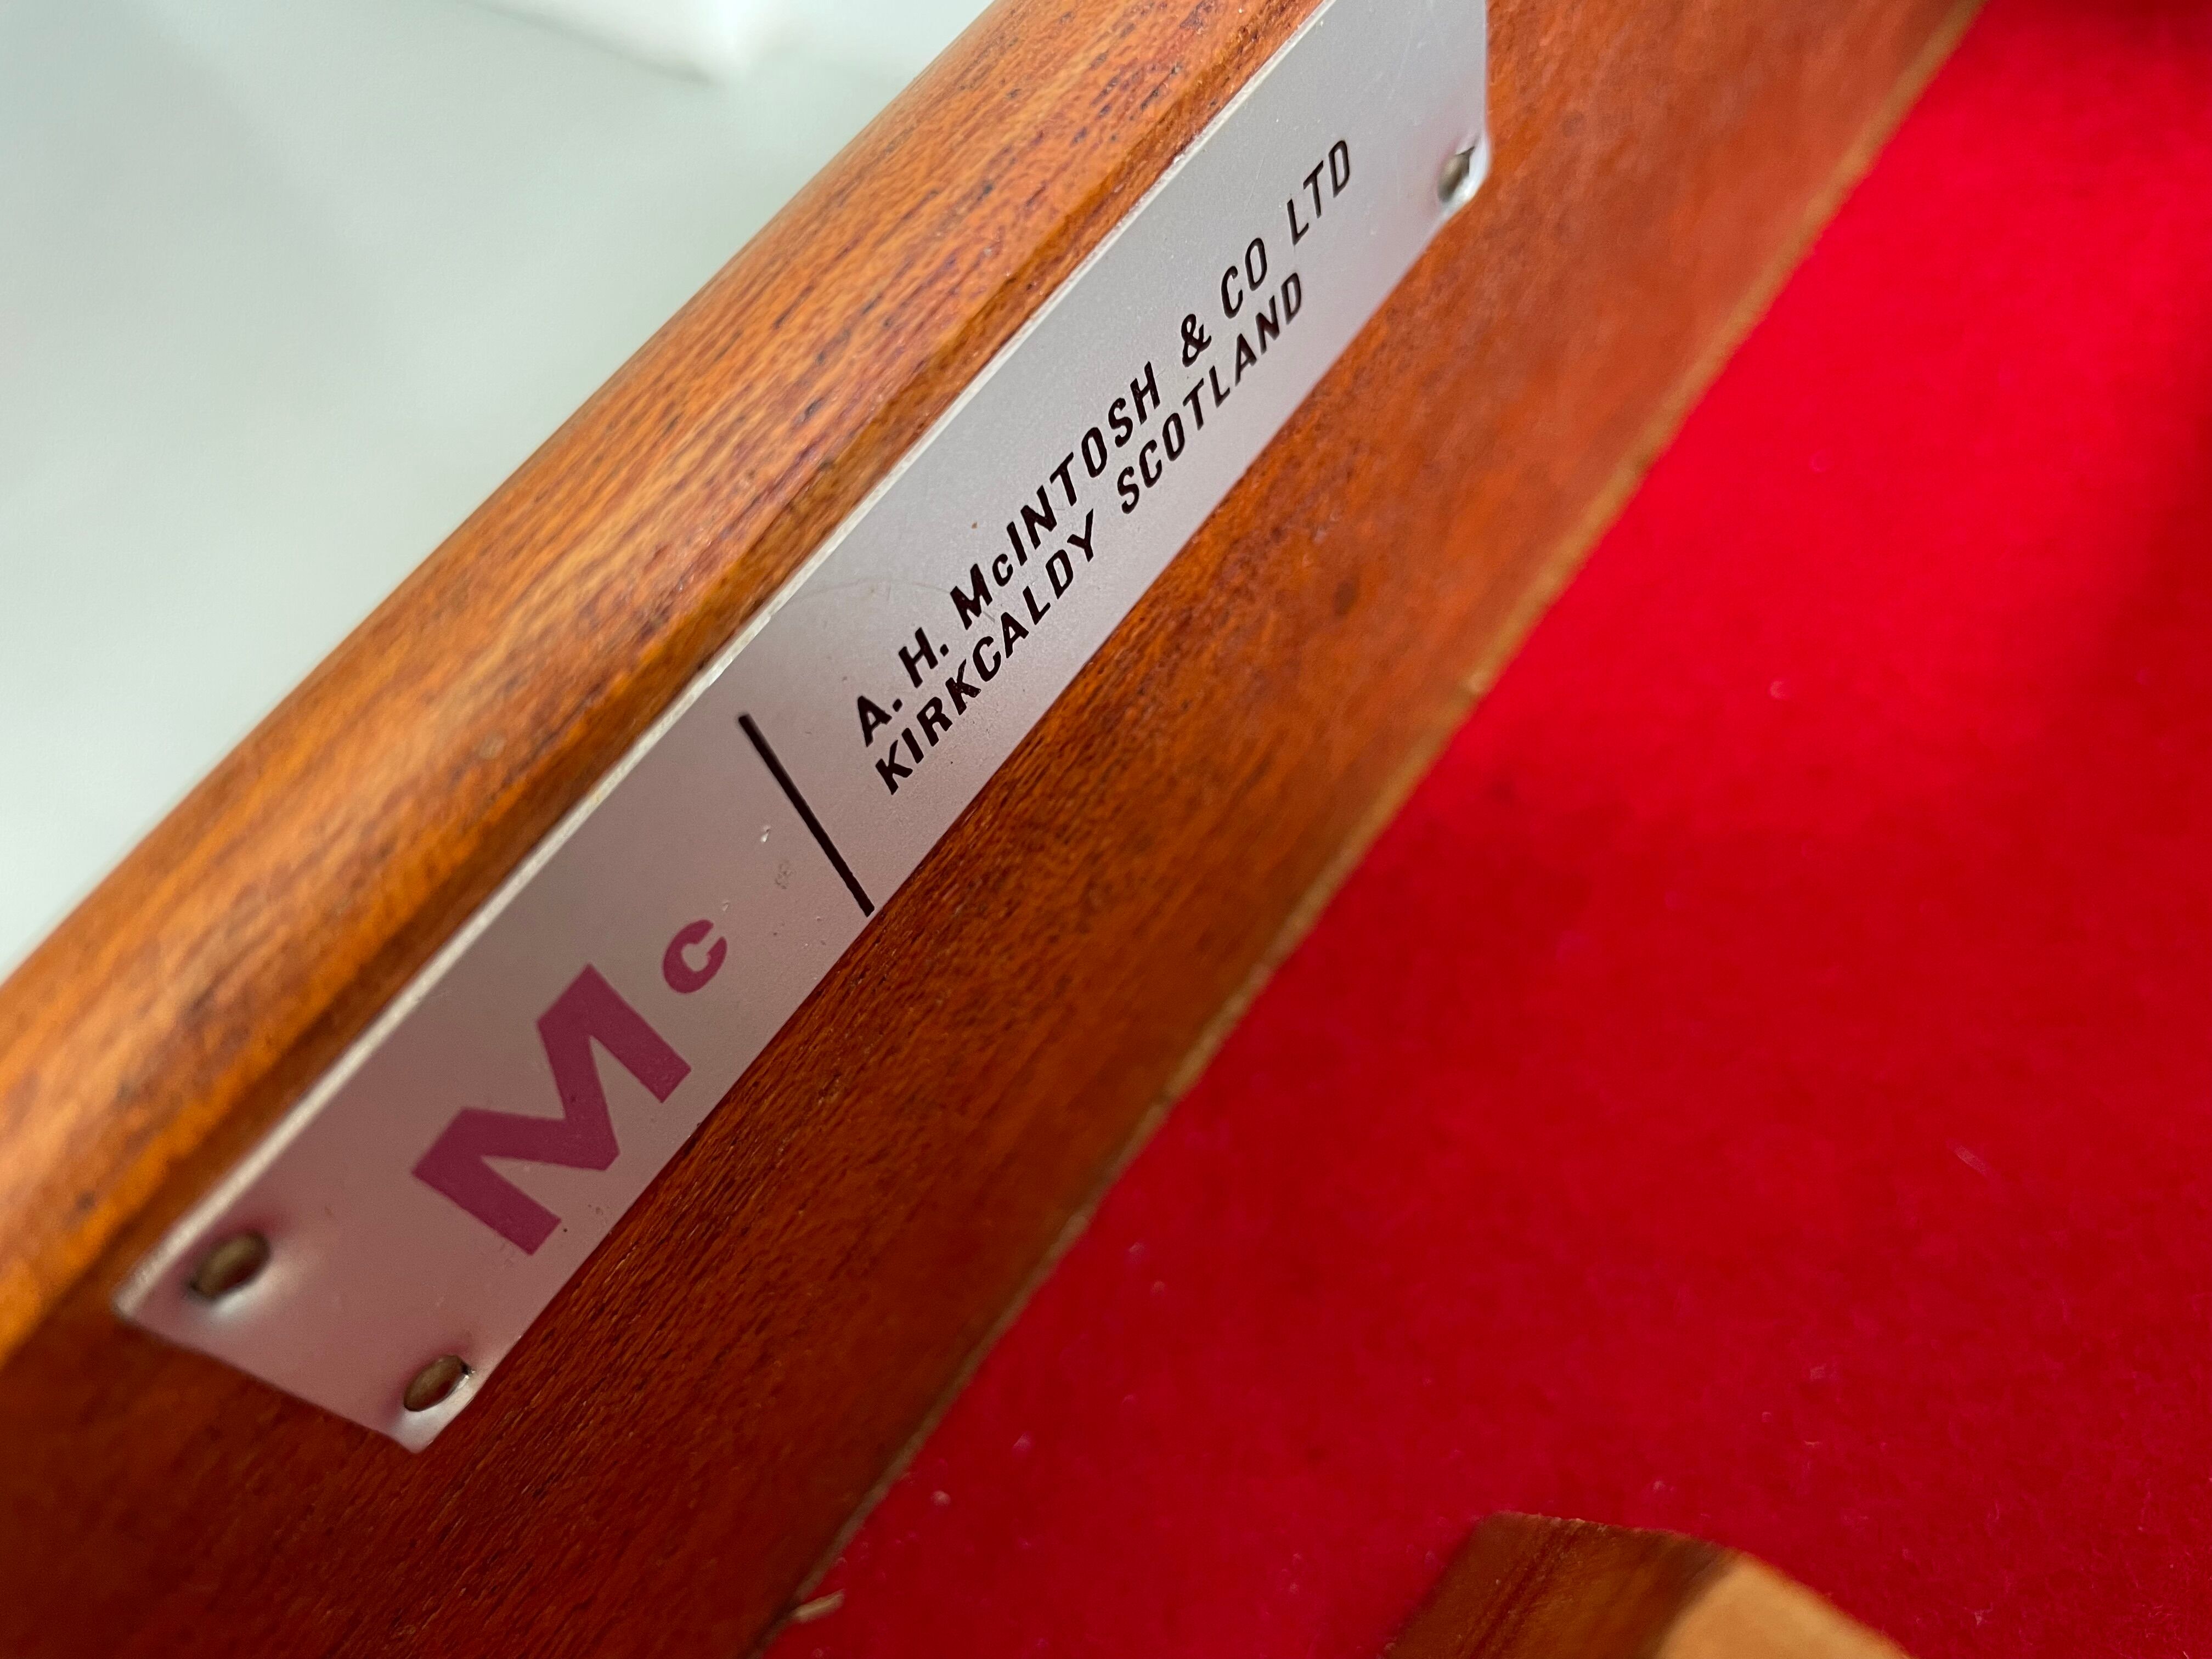 Mc
A. H. McINTOSH & CO LTD
KIRKCALDY SCOTLAND